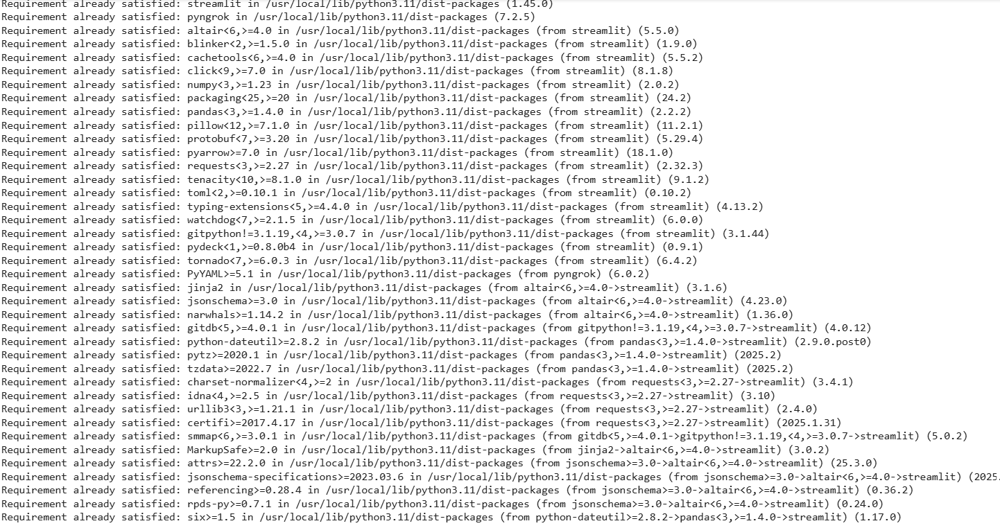 Requirement already satisfied: streamlit in /usr/local/lib/python3.11/dist-packages (1.45.0)
Requirement already satisfied: pyngrok in /usr/local/lib/python3.11/dist-packages (7.2.5)
Requirement already satisfied: altair<6,>=4.0 in /usr/local/lib/python3.11/dist-packages (from streamlit) (5.5.0)
Requirement already satisfied: blinker<2,>=1.5.0 in /usr/local/lib/python3.11/dist-packages (from streamlit) (1.9.0)
Requirement already satisfied: cachetools<6,>=4.0 in /usr/local/lib/python3.11/dist-packages (from streamlit) (5.5.2)
Requirement already satisfied: click<9,>=7.0 in /usr/local/lib/python3.11/dist-packages (from streamlit) (8.1.8)
Requirement already satisfied: numpy<3,>=1.23 in /usr/local/lib/python3.11/dist-packages (from streamlit) (2.0.2)
Requirement already satisfied: packaging<25,>=20 in /usr/local/lib/python3.11/dist-packages (from streamlit) (24.2)
Requirement already satisfied: pandas<3,>=1.4.0 in /usr/local/lib/python3.11/dist-packages (from streamlit) (2.2.2)
Requirement already satisfied: pillow<12,>=7.1.0 in /usr/local/lib/python3.11/dist-packages (from streamlit) (11.2.1)
Requirement already satisfied: protobuf<7,>=3.20 in /usr/local/lib/python3.11/dist-packages (from streamlit) (5.29.4)
Requirement already satisfied: pyarrow>=7.0 in /usr/local/lib/python3.11/dist-packages (from streamlit) (18.1.0)
Requirement already satisfied: requests<3,>=2.27 in /usr/local/lib/python3.11/dist-packages (from streamlit) (2.32.3)
Requirement already satisfied: tenacity<10,>=8.1.0 in /usr/local/lib/python3.11/dist-packages (from streamlit) (9.1.2)
Requirement already satisfied: toml<2,>=0.10.1 in /usr/local/lib/python3.11/dist-packages (from streamlit) (0.10.2)
Requirement already satisfied: typing-extensions<5,>=4.4.0 in /usr/local/lib/python3.11/dist-packages (from streamlit) (4.13.2)
Requirement already satisfied: watchdog<7,>=2.1.5 in /usr/local/lib/python3.11/dist-packages (from streamlit) (6.0.0)
Requirement already satisfied: gitpython!=3.1.19,<4,>=3.0.7 in /usr/local/lib/python3.11/dist-packages (from streamlit) (3.1.44)
Requirement already satisfied: pydeck<1,>=0.8.0b4 in /usr/local/lib/python3.11/dist-packages (from streamlit) (0.9.1)
Requirement already satisfied: tornado<7,>=6.0.3 in /usr/local/lib/python3.11/dist-packages (from streamlit) (6.4.2)
Requirement already satisfied: PyYAML>=5.1 in /usr/local/lib/python3.11/dist-packages (from pyngrok) (6.0.2)
Requirement already satisfied: jinja2 in /usr/local/lib/python3.11/dist-packages (from altair<6,>=4.0->streamlit) (3.1.6)
Requirement already satisfied: jsonschema>=3.0 in /usr/local/lib/python3.11/dist-packages (from altair<6,>=4.0->streamlit) (4.23.0)
Requirement already satisfied: narwhals>=1.14.2 in /usr/local/lib/python3.11/dist-packages (from altair<6,>=4.0->streamlit) (1.36.0)
Requirement already satisfied: gitdb<5,>=4.0.1 in /usr/local/lib/python3.11/dist-packages (from gitpython!=3.1.19,<4,>=3.0.7->streamlit) (4.0.12)
Requirement already satisfied: python-dateutil>=2.8.2 in /usr/local/lib/python3.11/dist-packages (from pandas<3,>=1.4.0->streamlit) (2.9.0.post0)
Requirement already satisfied: pytz>=2020.1 in /usr/local/lib/python3.11/dist-packages (from pandas<3,>=1.4.0->streamlit) (2025.2)
Requirement already satisfied: tzdata>=2022.7 in /usr/local/lib/python3.11/dist-packages (from pandas<3,>=1.4.0->streamlit) (2025.2)
Requirement already satisfied: charset-normalizer<4,>=2 in /usr/local/lib/python3.11/dist-packages (from requests<3,>=2.27->streamlit) (3.4.1)
Requirement already satisfied: idna<4,>=2.5 in /usr/local/lib/python3.11/dist-packages (from requests<3,>=2.27->streamlit) (3.10)
Requirement already satisfied: urllib3<3,>=1.21.1 in /usr/local/lib/python3.11/dist-packages (from requests<3,>=2.27->streamlit) (2.4.0)
Requirement already satisfied: certifi>=2017.4.17 in /usr/local/lib/python3.11/dist-packages (from requests<3,>=2.27->streamlit) (2025.1.31)
Requirement already satisfied: smmap<6,>=3.0.1 in /usr/local/lib/python3.11/dist-packages (from gitdb<5,>=4.0.1->gitpython!=3.1.19,<4,>=3.0.7->streamlit) (5.0.2)
Requirement already satisfied: MarkupSafe>=2.0 in /usr/local/lib/python3.11/dist-packages (from jinja2->altair<6,>=4.0->streamlit) (3.0.2)
Requirement already satisfied: attrs>=22.2.0 in /usr/local/lib/python3.11/dist-packages (from jsonschema>=3.0->altair<6,>=4.0->streamlit) (25.3.0)
Requirement already satisfied: jsonschema-specifications>=2023.03.6 in /usr/local/lib/python3.11/dist-packages (from jsonschema>=3.0->altair<6,>=4.0->streamlit) (2025.
Requirement already satisfied: referencing>=0.28.4 in /usr/local/lib/python3.11/dist-packages (from jsonschema>=3.0->altair<6,>=4.0->streamlit) (0.36.2)
Requirement already satisfied: rpds-py>=0.7.1 in /usr/local/lib/python3.11/dist-packages (from jsonschema>=3.0->altair<6,>=4.0->streamlit) (0.24.0)
Requirement already satisfied: six>=1.5 in /usr/local/lib/python3.11/dist-packages (from python-dateutil>=2.8.2->pandas<3,>=1.4.0->streamlit) (1.17.0)